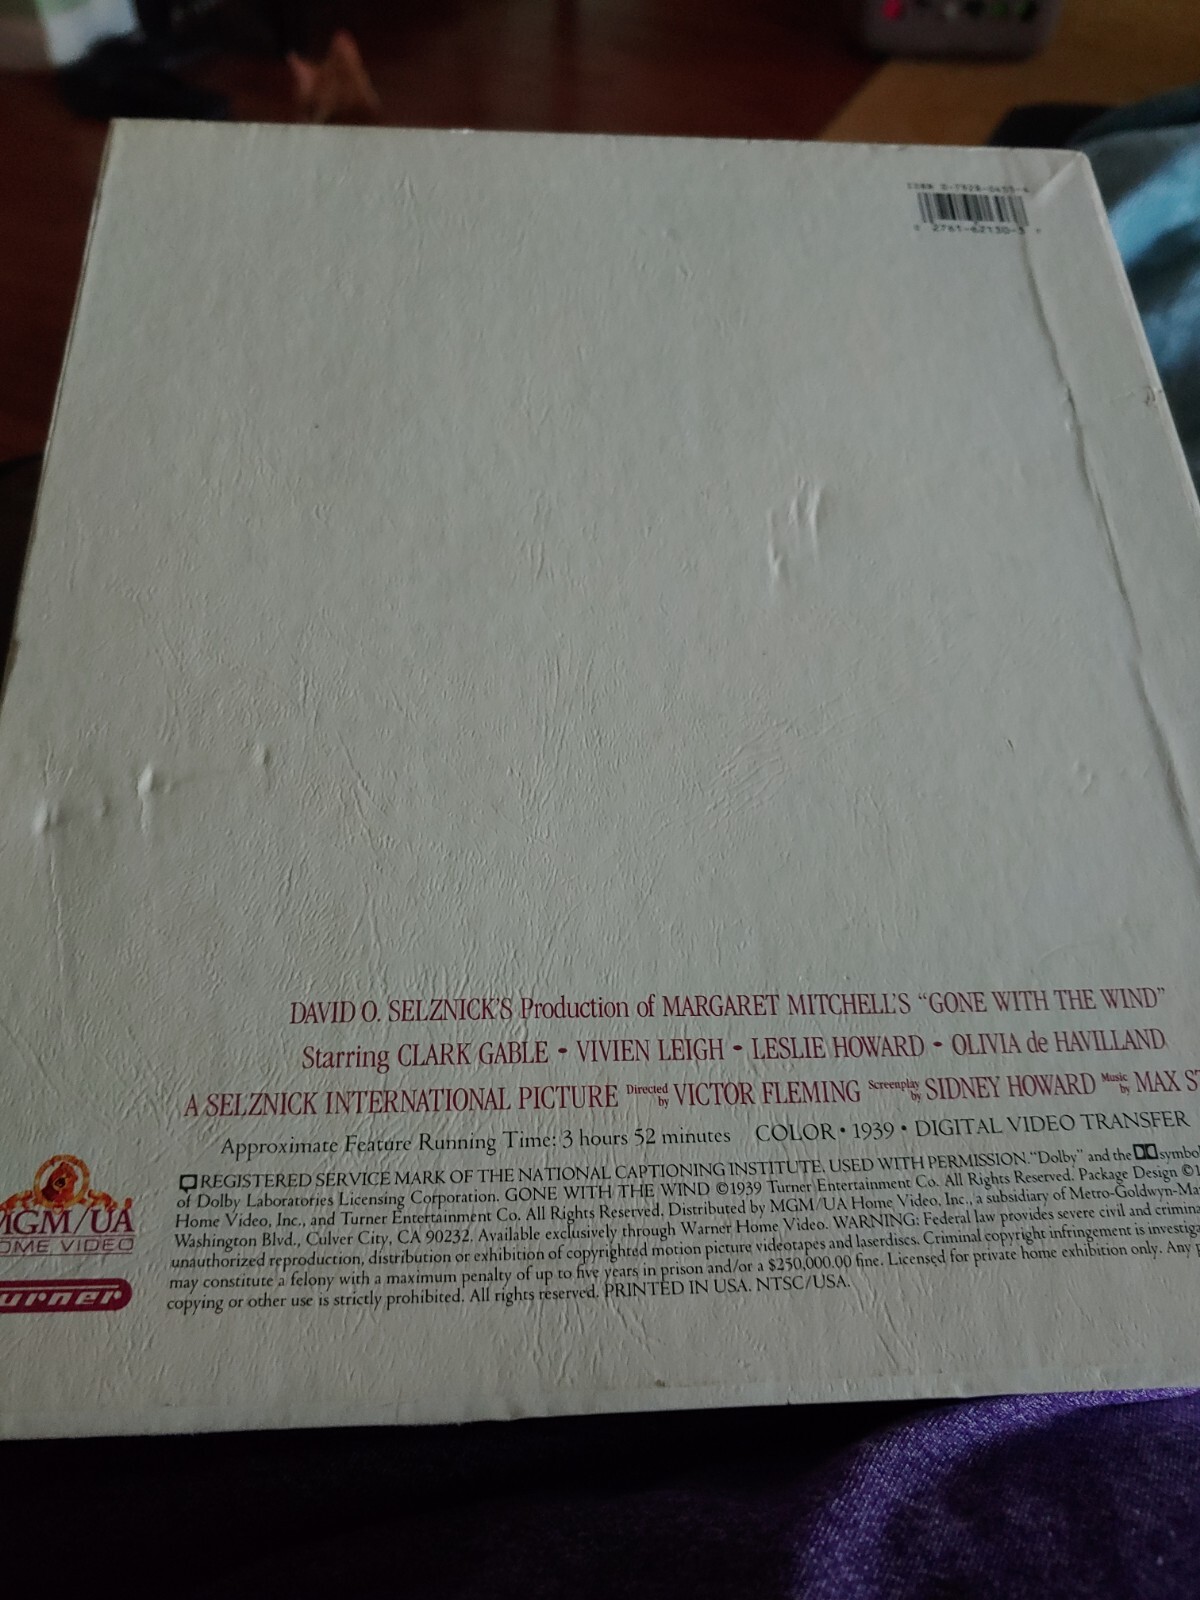 DAVID O. SELZNICK'S Production of MARGARET MITCHELL'S “GONE WITH THE WIND”
Starring CLARK GABLE • VIVIEN LEIGH • LESLIE HOWARD • OLIVIA de HAVILLAND
A SELZNICK INTERNATIONAL PICTURE Directed by VICTOR FLEMING Screenplay by SIDNEY HOWARD Music by MAX
Approximate Feature Running Time: 3 hours 52 minutes COLOR • 1939 • DIGITAL VIDEO TRANSFER
REGISTERED SERVICE MARK OF THE NATIONAL CAPTIONING INSTITUTE, USED WITH PERMISSION. “Dolby” and the symbol
of Dolby Laboratories Licensing Corporation. GONE WITH THE WIND ©1939 Turner Entertainment Co. All Rights Reserved. Package Design ©
Home Video, Inc., and Turner Entertainment Co. All Rights Reserved. Distributed by MGM/UA Home Video, Inc., a subsidiary of Metro-Goldwyn-
Washington Blvd., Culver City, CA 90232. Available exclusively through Warner Home Video. WARNING: Federal law provides severe civil and
unauthorized reproduction, distribution or exhibition of copyrighted motion picture videotapes and laserdiscs. Criminal copyright infringement is
may constitute a felony with a maximum penalty of up to five years in prison and/or a $250,000.00 fine. Licensed for private home exhibition only. Any
copying or other use is strictly prohibited. All rights reserved. PRINTED IN USA. NTSC/USA.
MGM/UA
HOME VIDEO
Turner